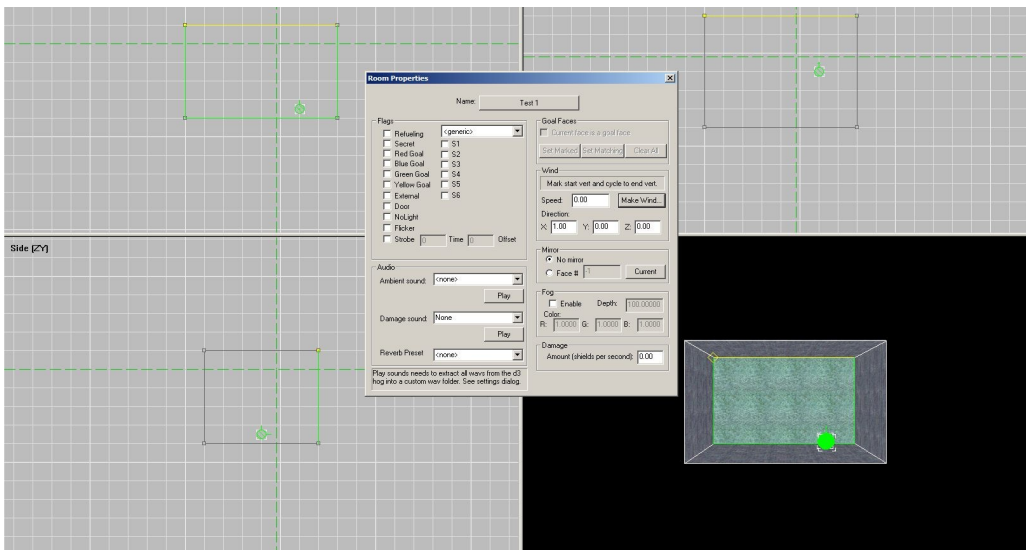 Room Properties
Name: Test 1
Flags
Refueling <generic>
Secret S1
Red Goal S2
Blue Goal S3
Green Goal S4
Yellow Goal S5
External S6
Door
NoLight
Flicker
Strobe 0 Time 0 Offset
Audio
Ambient sound: <none>
Play
Damage sound: None
Play
Reverb Preset <none>
Play sounds needs to extract all wavs from the d3
hog into a custom wav folder. See settings dialog.
Goal Faces
Current face is a goal face
Set Marked Set Matching Clear All
Wind
Mark start vert and cycle to end vert.
Speed: 0.00 Make Wind...
Direction:
X: 1.00 Y: 0.00 Z: 0.00
Mirror
No mirror
Face # -1 Current
Fog
Enable Depth: 100.00000
Color:
R: 1.0000 G: 1.0000 B: 1.0000
Damage
Amount (shields per second): 0.00
Side [ZY]